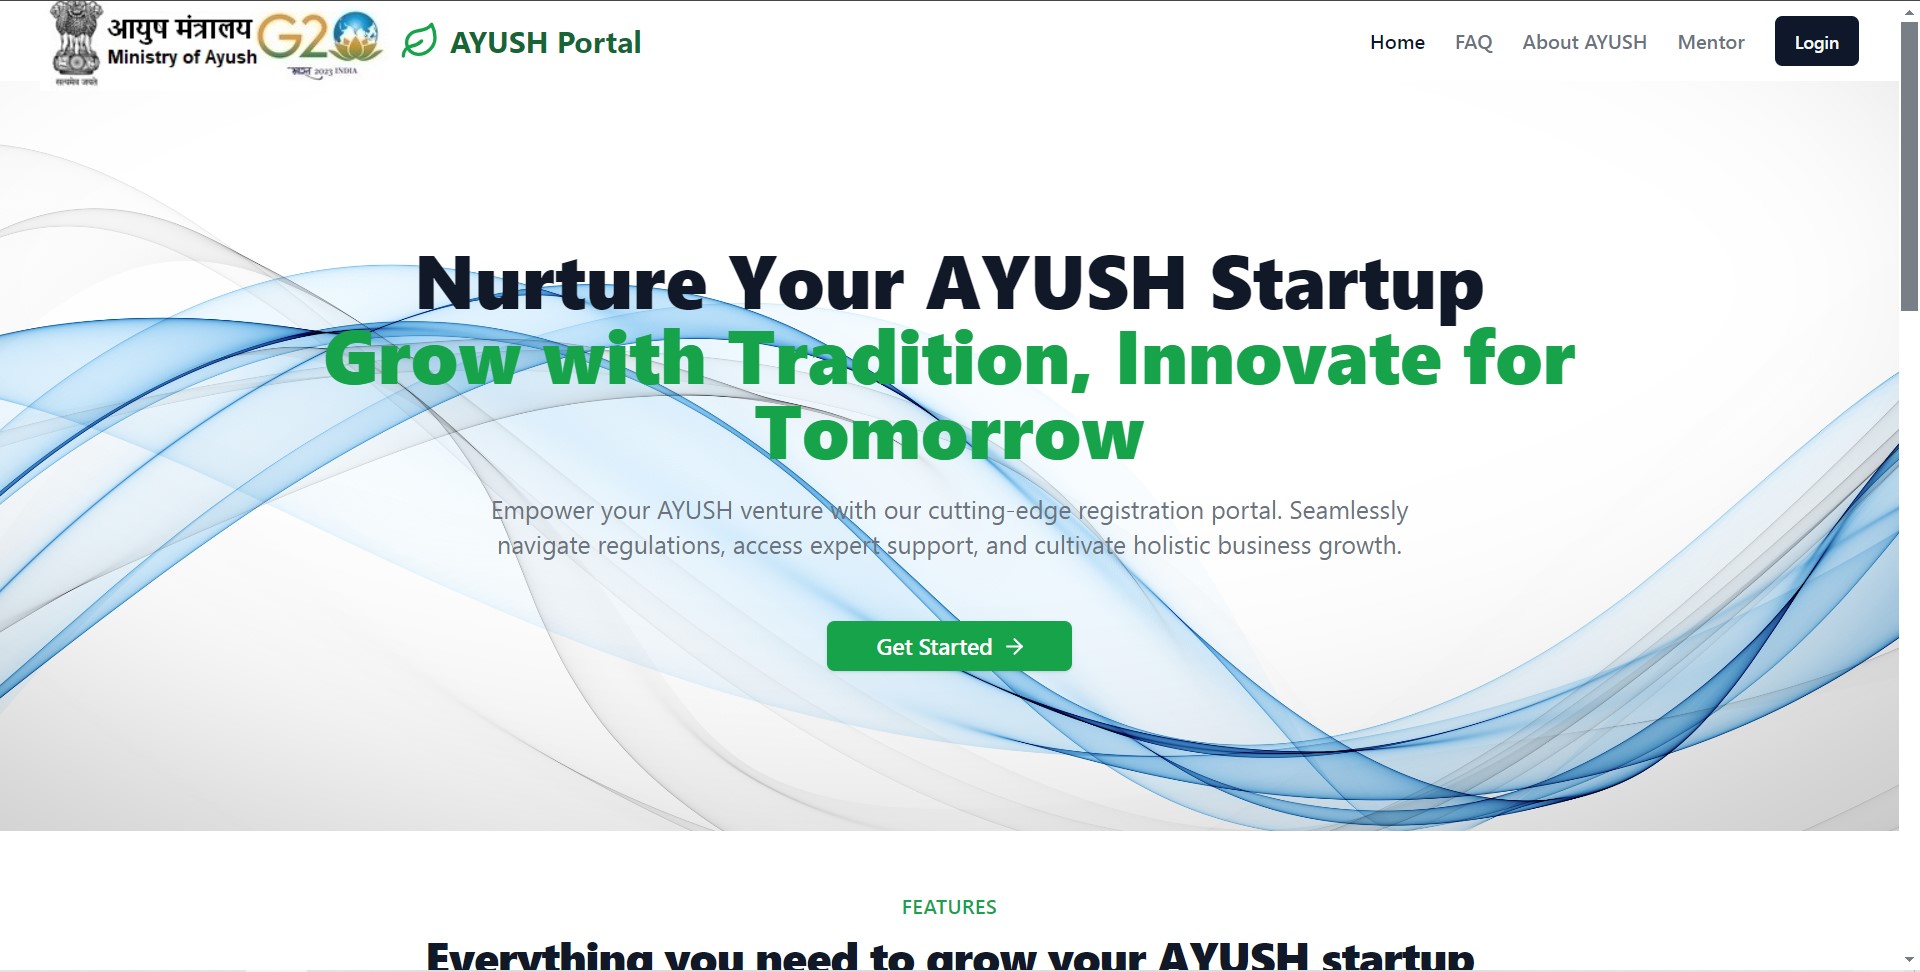 आयुष मंत्रालय
Ministry of Ayush
सत्यमेव जयते
G20
2023 INDIA
AYUSH Portal
Home
FAQ
About AYUSH
Mentor
Login
Nurture Your AYUSH Startup
Grow with Tradition, Innovate for
Tomorrow
Empower your AYUSH venture with our cutting-edge registration portal. Seamlessly
navigate regulations, access expert support, and cultivate holistic business growth.
Get Started
FEATURES
Everything you need to grow your AYUSH startup